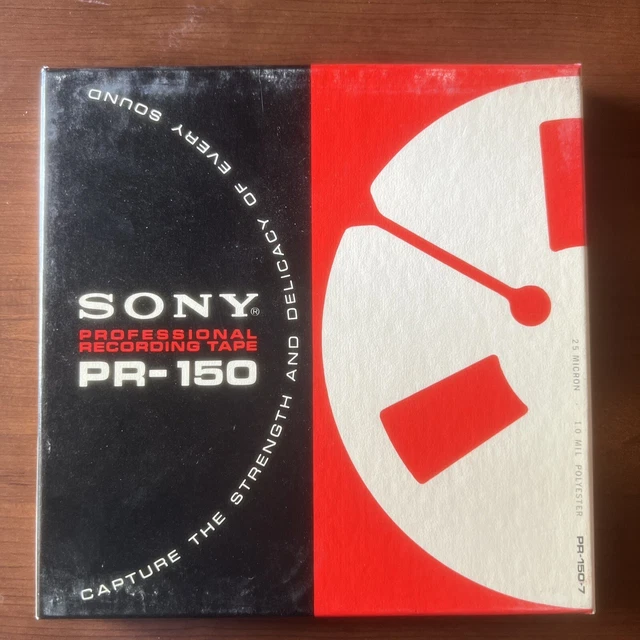 SONY®
PROFESSIONAL
RECORDING TAPE
PR-150
CAPTURE THE STRENGTH AND DELICACY OF EVERY SOUND
25 MICRON 1.0 MIL POLYESTER
PR-150-7